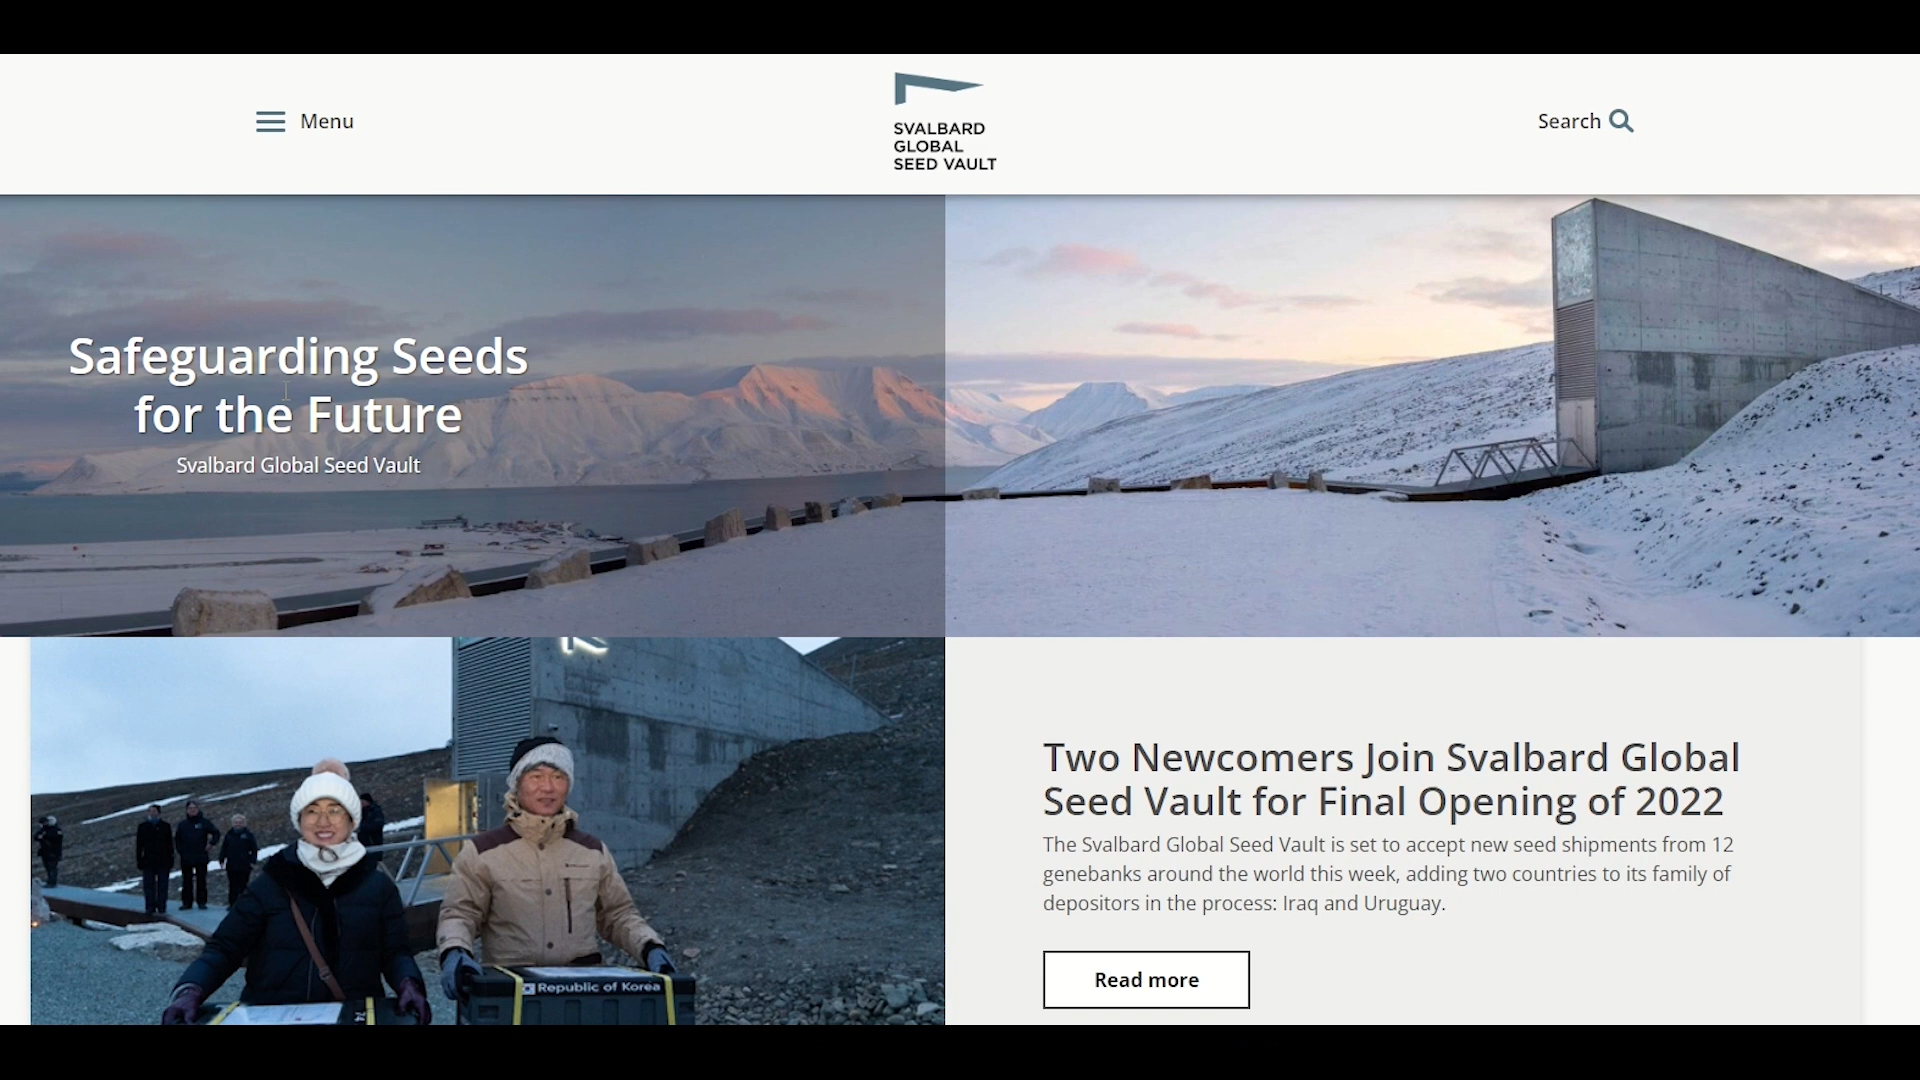 Menu
SVALBARD
GLOBAL
SEED VAULT
Search
Safeguarding Seeds
for the Future
Svalbard Global Seed Vault
Two Newcomers Join Svalbard Global
Seed Vault for Final Opening of 2022
The Svalbard Global Seed Vault is set to accept new seed shipments from 12
genebanks around the world this week, adding two countries to its family of
depositors in the process: Iraq and Uruguay.
Read more
Republic of Korea
74